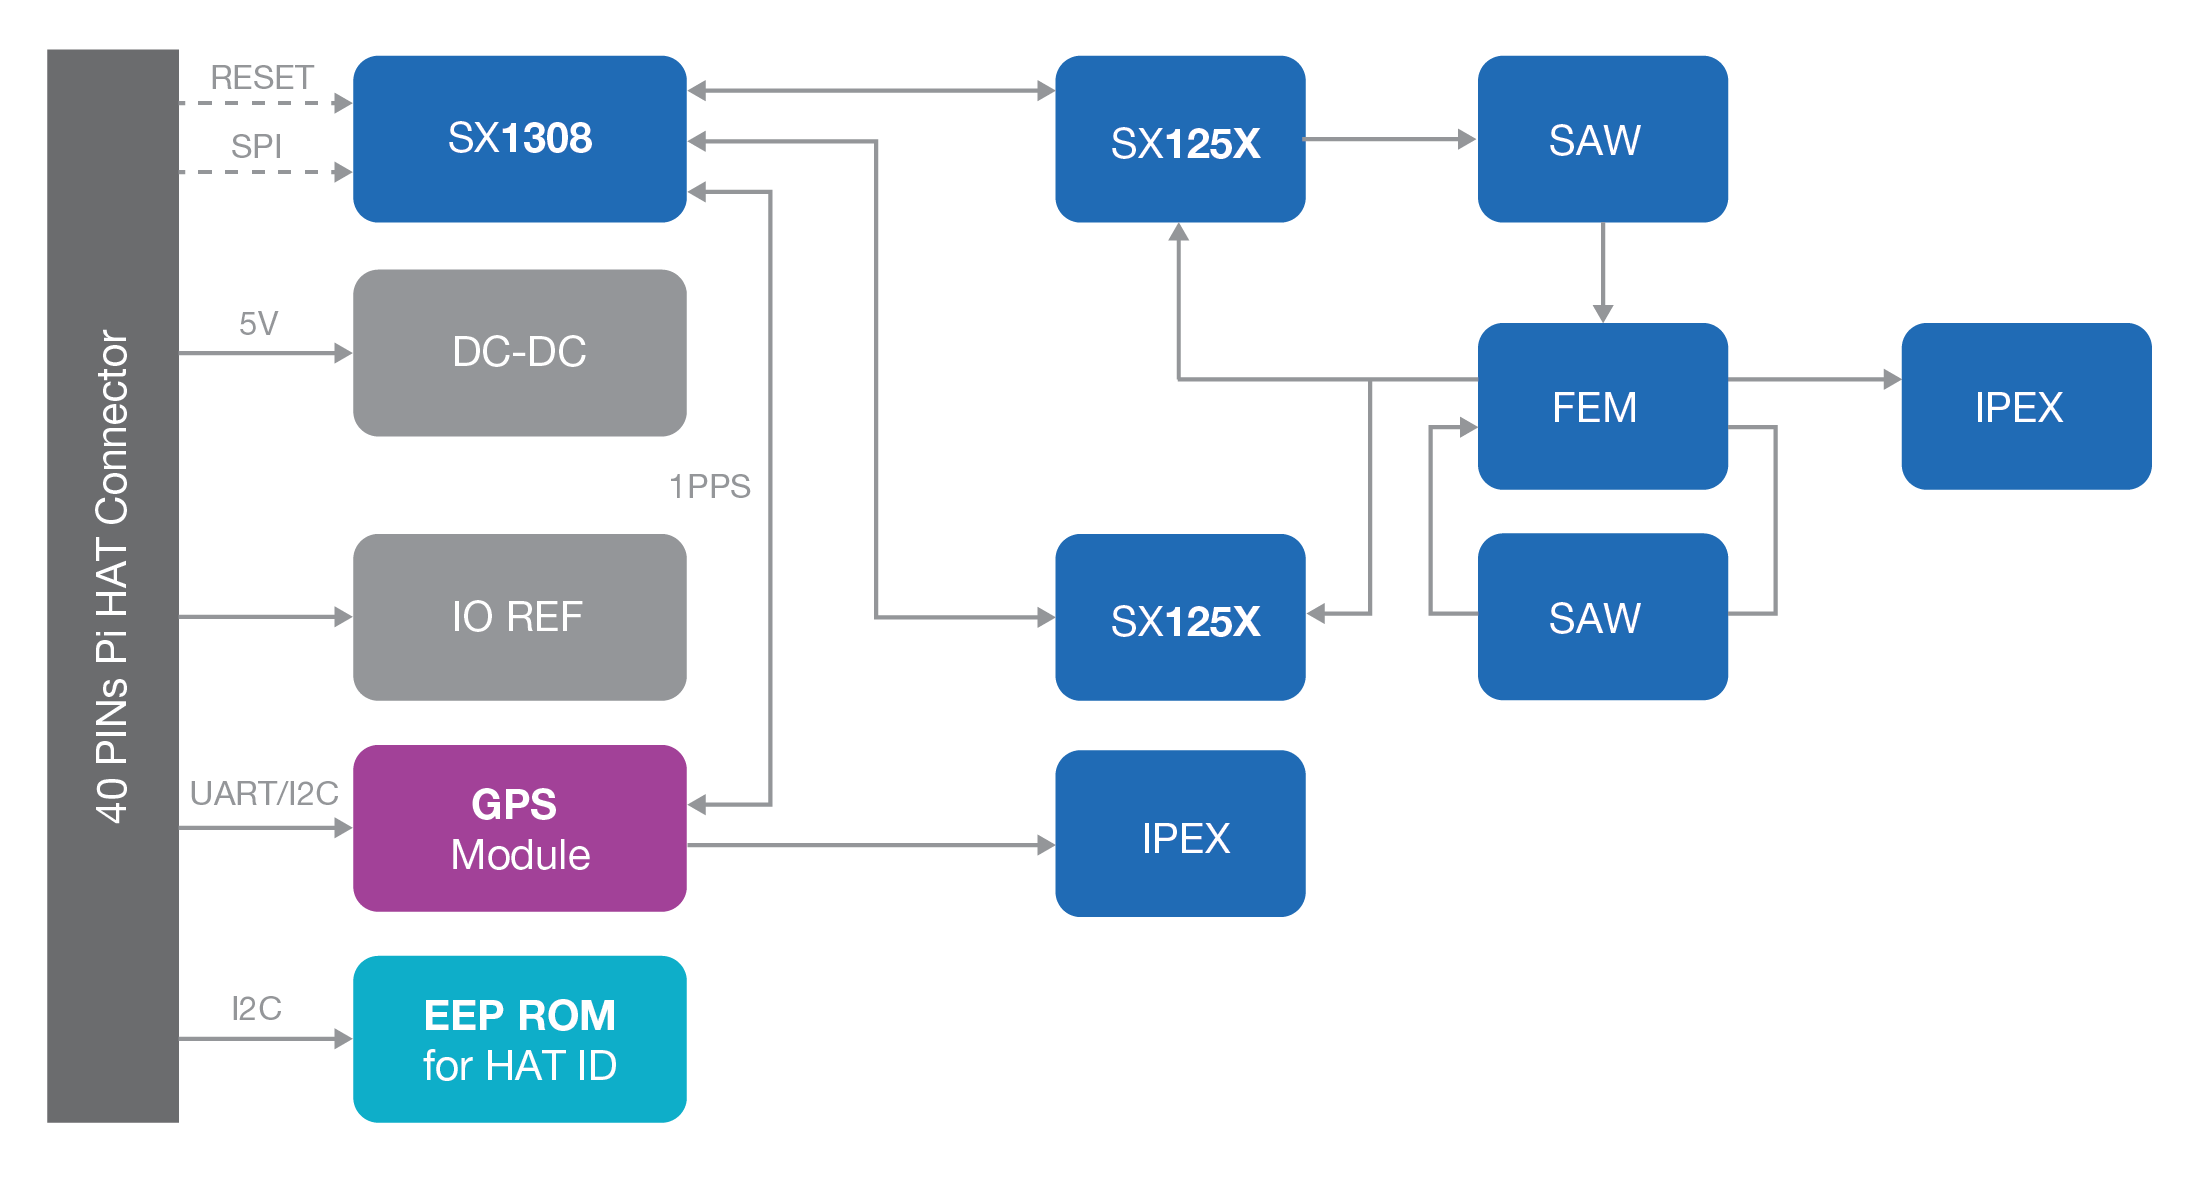 40 PINs Pi HAT Connector
RESET
SPI
5V
UART/I2C
I2C
SX1308
DC-DC
IO REF
1PPS
GPS
Module
EEP ROM
for HAT ID
SX125X
SAW
FEM
IPEX
SX125X
SAW
IPEX